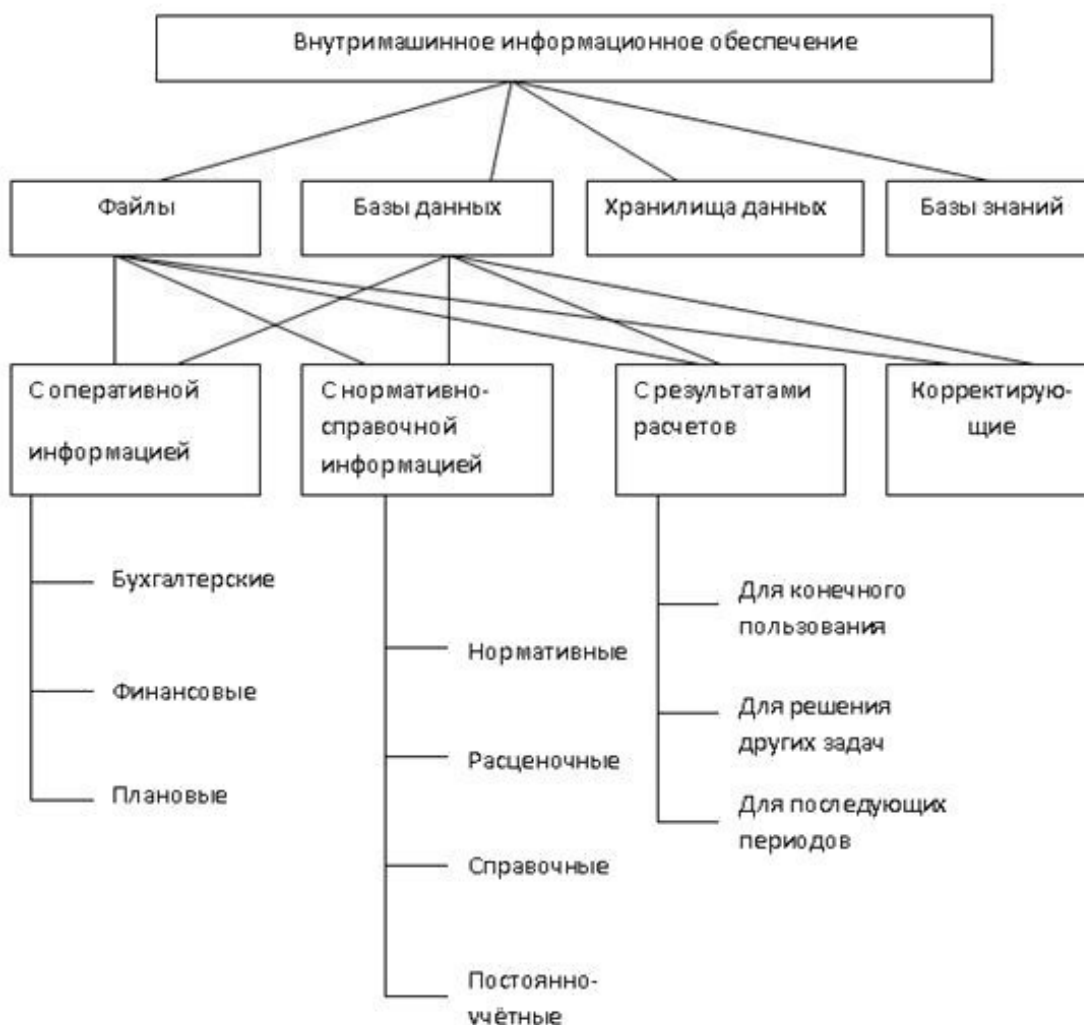 Внутримашинное информационное обеспечение
Файлы
Базы данных
Хранилища данных
Базы знаний
С оперативной
информацией
С нормативно-
справочной
информацией
С результатами
расчетов
Корректирую-
щие
Бухгалтерские
Финансовые
Плановые
Нормативные
Расценочные
Справочные
Постоянно-
учётные
Для конечного
пользования
Для решения
других задач
Для последующих
периодов